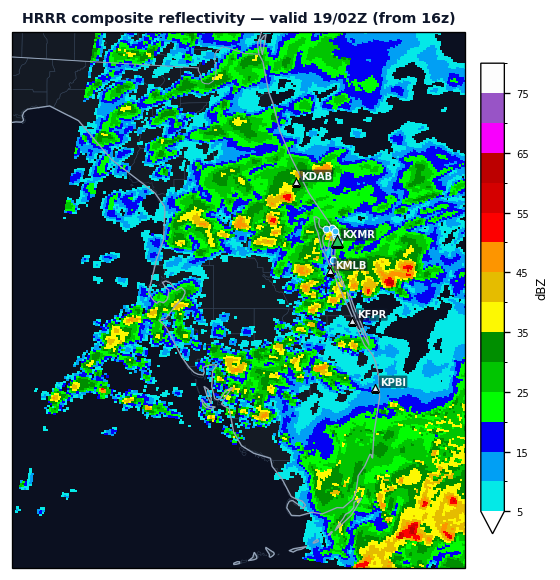 HRRR composite reflectivity — valid 19/02Z (from 16z)
KDAB
KXMR
KMLB
KFPR
KPBI
75
65
55
45
35
25
15
5
dBZ